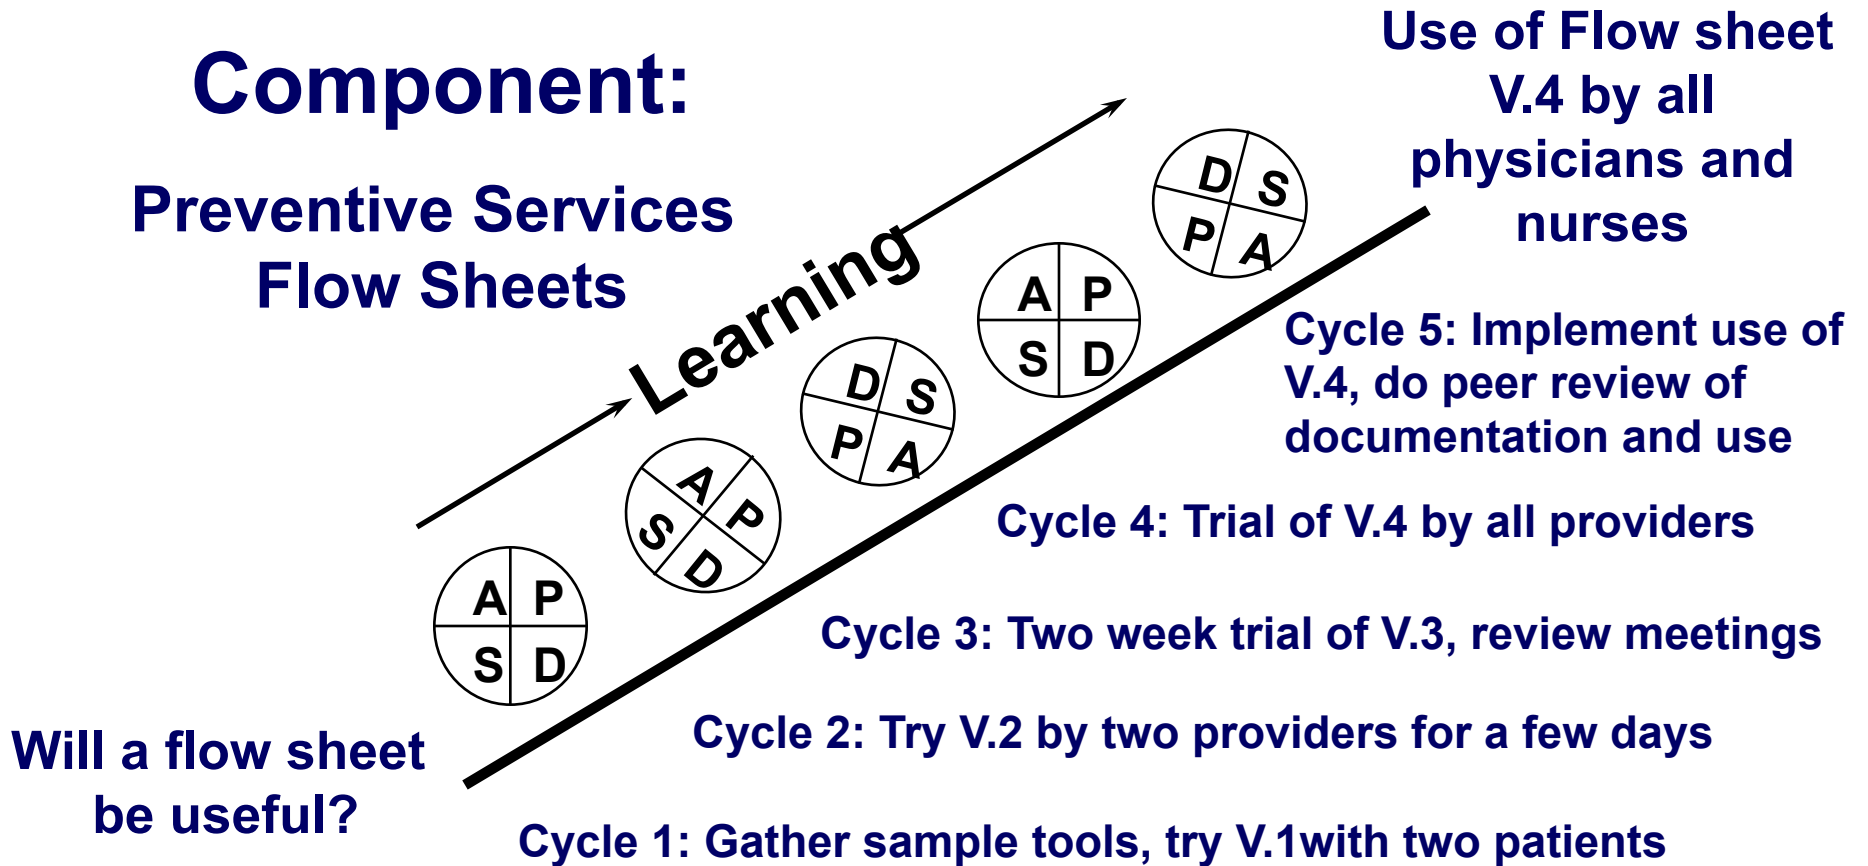 Component:
Preventive Services
Flow Sheets
Use of Flow sheet
V.4 by all
physicians and
nurses
Learning
D S
P A
A P
S D
D S
P A
A P
S D
A P
S D
Cycle 5: Implement use of
V.4, do peer review of
documentation and use
Cycle 4: Trial of V.4 by all providers
Cycle 3: Two week trial of V.3, review meetings
Cycle 2: Try V.2 by two providers for a few days
Will a flow sheet
be useful?
Cycle 1: Gather sample tools, try V.1with two patients